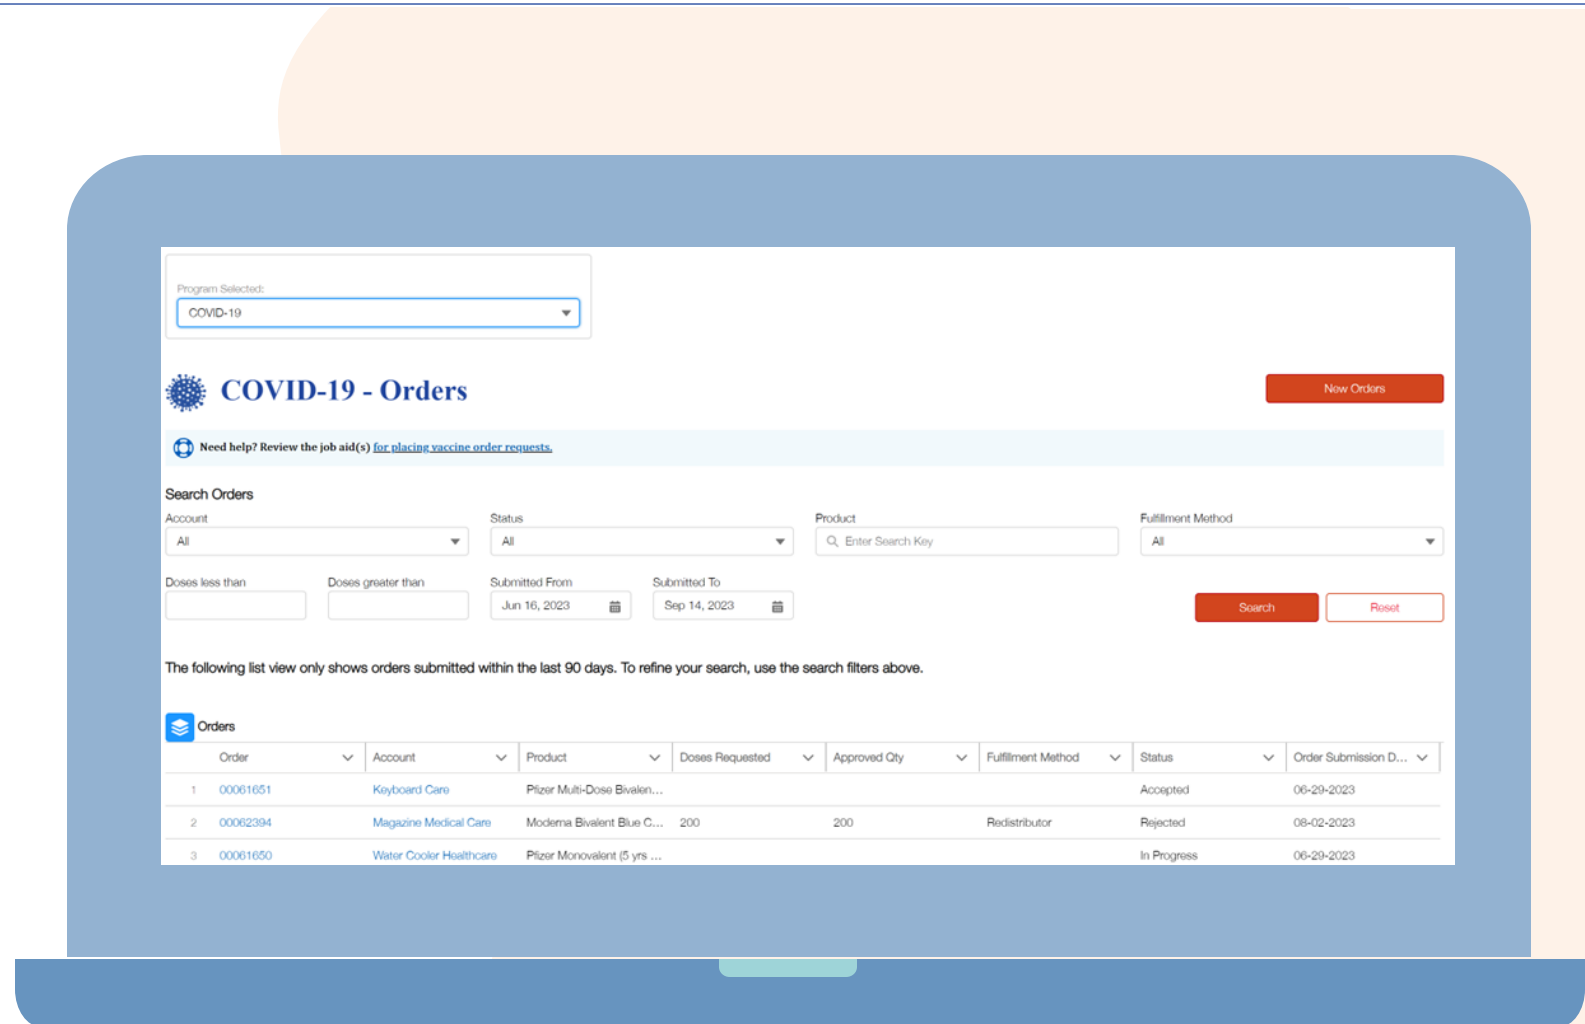 Program Selected:
COVID-19
COVID-19 - Orders
New Orders
Need help? Review the job aid(s) for placing vaccine order requests.
Search Orders
Account Status Product Fulfillment Method
All All Enter Search Key All
Doses less than Doses greater than Submitted From Submitted To
Jun 16, 2023 Sep 14, 2023 Search Reset
The following list view only shows orders submitted within the last 90 days. To refine your search, use the search filters above.
Orders
Order Account Product Doses Requested Approved Qty Fulfillment Method Status Order Submission D...
1 00061651 Keyboard Care Pfizer Multi-Dose Bivalen... Accepted 06-29-2023
2 00062394 Magazine Medical Care Moderna Bivalent Blue C... 200 200 Redistributor Rejected 08-02-2023
3 00061650 Water Cooler Healthcare Pfizer Monovalent (5 yrs ... In Progress 06-29-2023